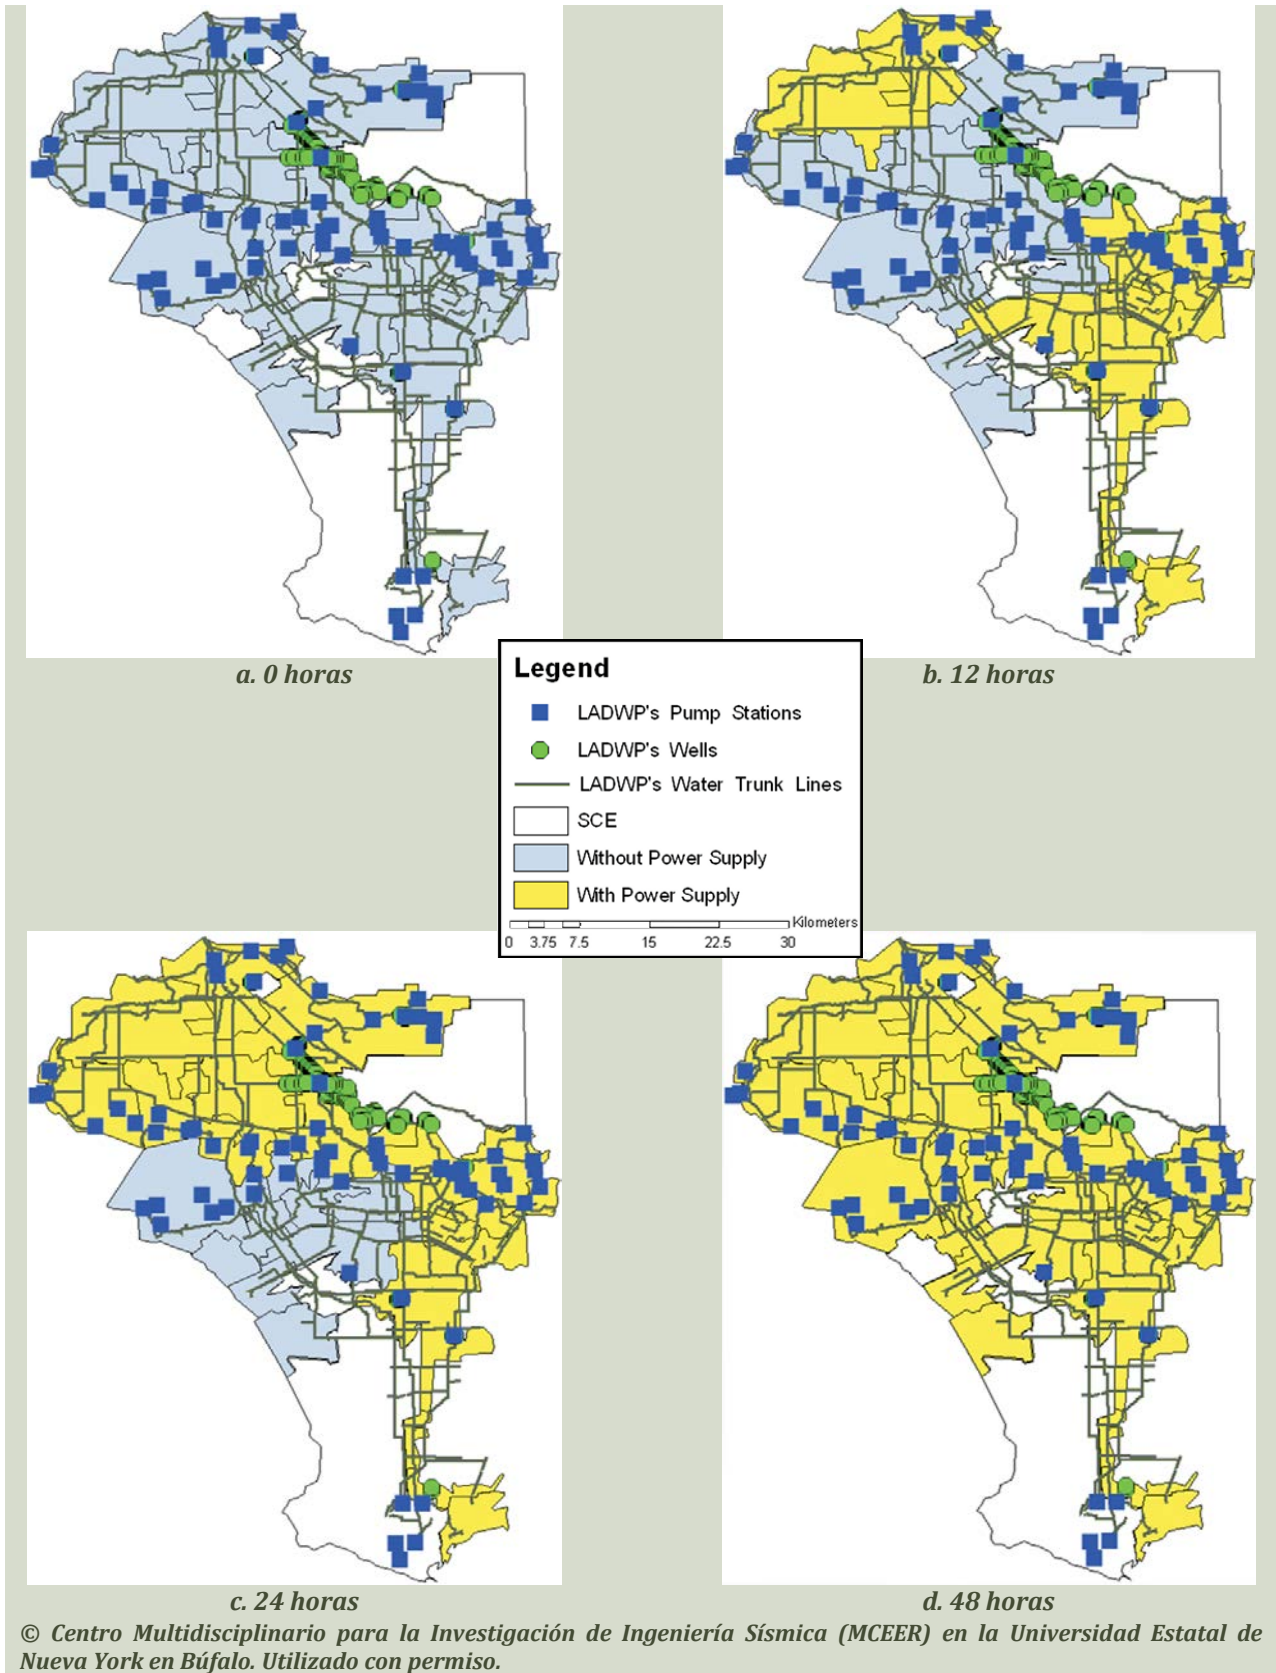 a. 0 horas
b. 12 horas
Legend
LADWP's Pump Stations
LADWP's Wells
LADWP's Water Trunk Lines
SCE
Without Power Supply
With Power Supply
Kilometers
0 3.75 7.5 15 22.5 30
c. 24 horas
d. 48 horas
© Centro Multidisciplinario para la Investigación de Ingeniería Sísmica (MCEER) en la Universidad Estatal de
Nueva York en Búfalo. Utilizado con permiso.